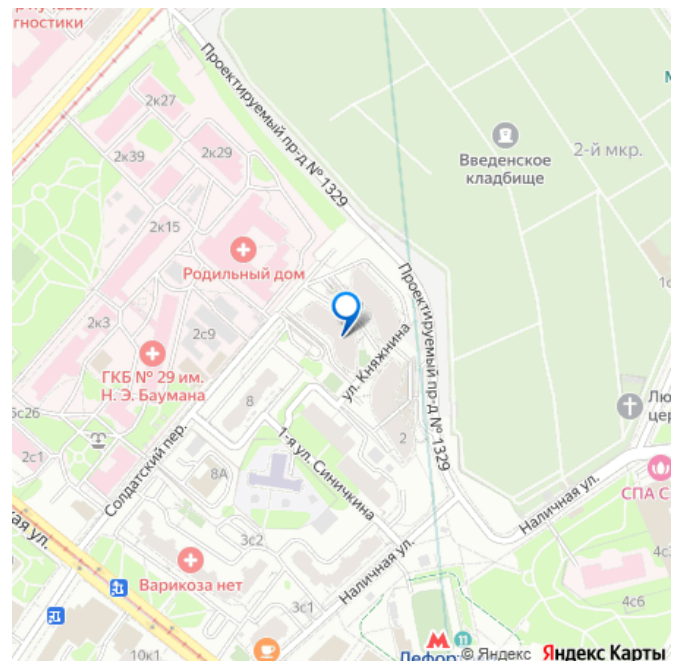 гностики
Проектируемый пр-д № 1329
2к27
2к39
2к29
Введенское
кладбище
2-й мкр.
2к15
Родильный дом
Проектируемый пр-д № 1329
2к3
2с9
ГКБ № 29 им.
Н. Э. Баумана
ул. Княжнина
8
2
2с1
Солдатский пер.
8А
1-я ул. Синичкина
Наличная ул.
СПА С
3с2
Варикоза нет
Наличная ул.
4с6
3с1
10к1
11
© Яндекс Яндекс Карты